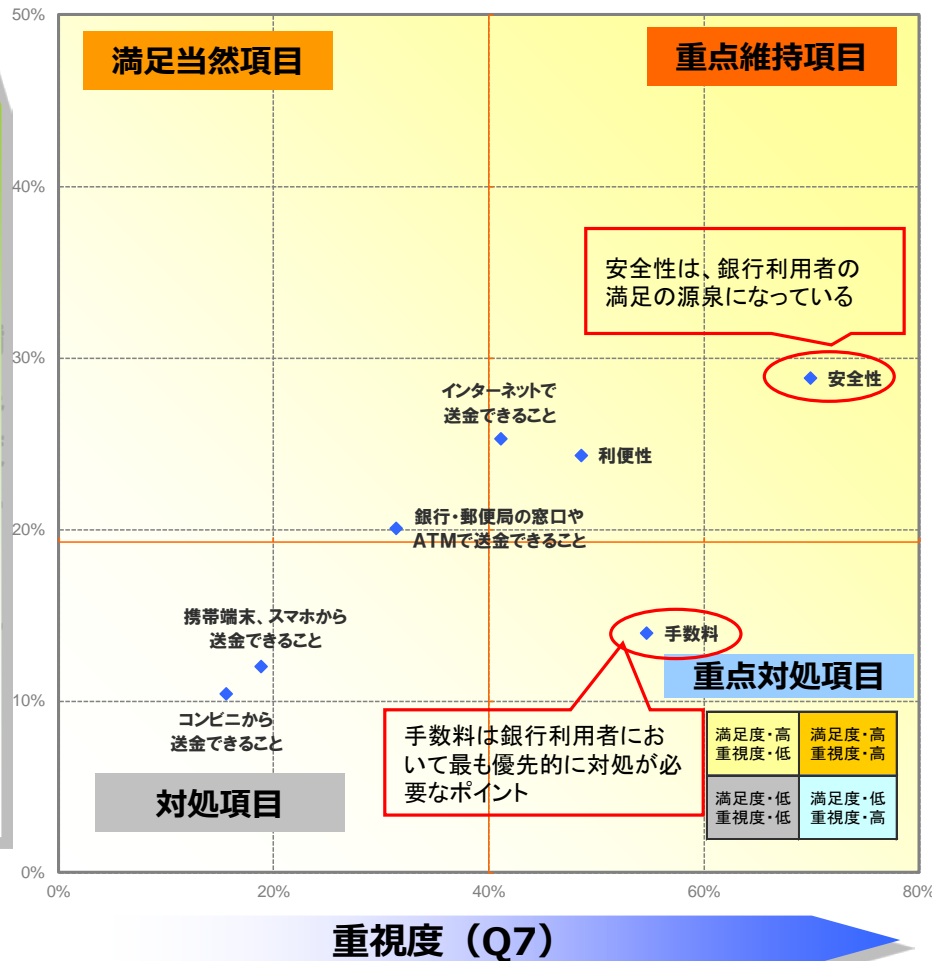 50%
満足当然項目
重点維持項目
40%
安全性は、銀行利用者の
満足の源泉になっている
30%
安全性
インターネットで
送金できること
利便性
銀行・郵便局の窓口や
ATMで送金できること
20%
携帯端末、スマホから
送金できること
手数料
重点対処項目
10%
コンビニから
送金できること
手数料は銀行利用者にお
いて最も優先的に対処が必
要なポイント
満足度・高
重視度・低
満足度・高
重視度・高
満足度・低
重視度・低
満足度・低
重視度・高
対処項目
0%
0%
20%
40%
60%
80%
重視度（Q7）